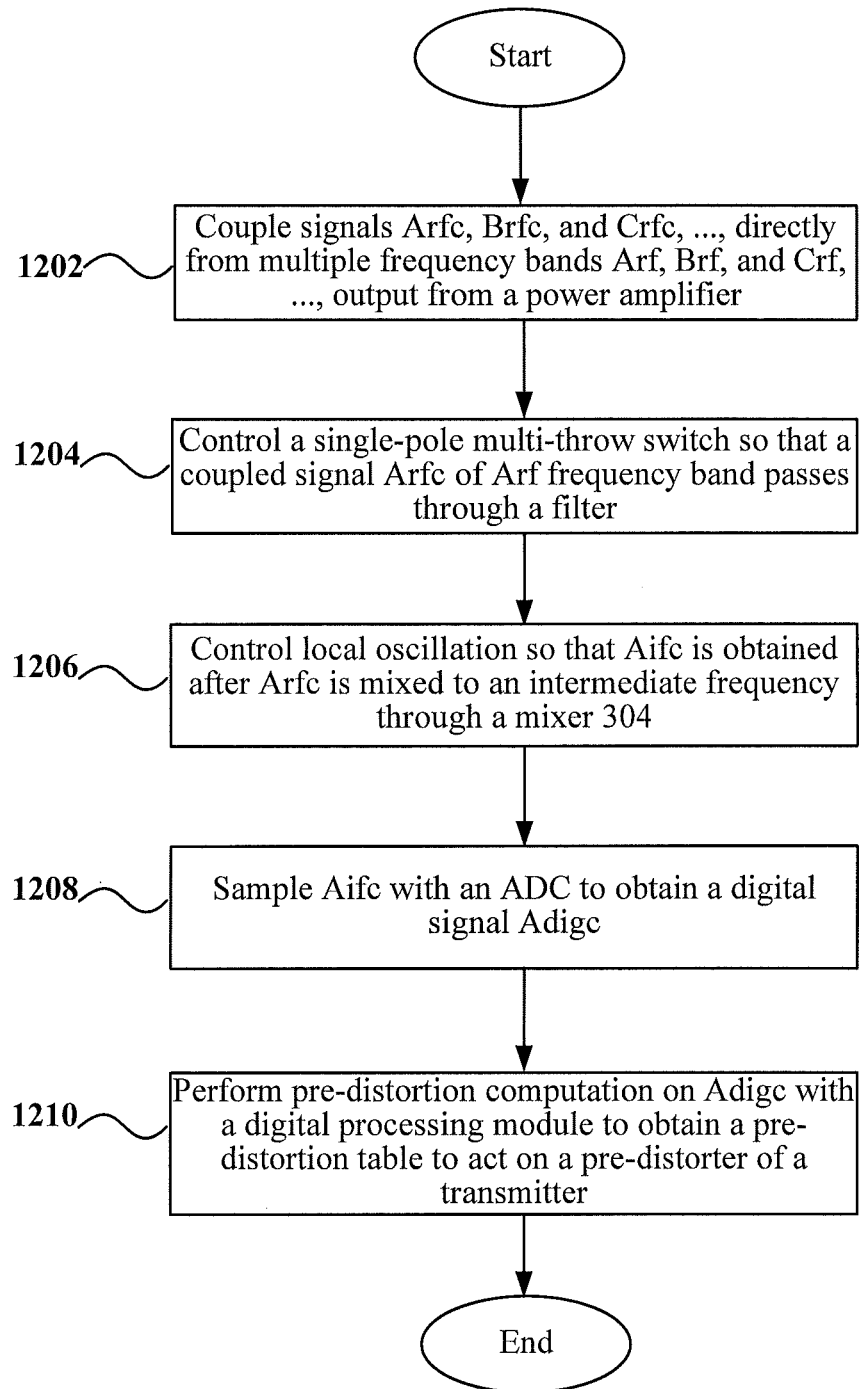 Start
Couple signals Arfc, Brfc, and Crfc, ..., directly
1202
from multiple frequency bands Arf, Brf, and Crf,
..., output from a power amplifier
1204
Control a single-pole multi-throw switch so that a
coupled signal Arfc of Arf frequency band passes
through a filter
1206
Control local oscillation so that Aifc is obtained
after Arfc is mixed to an intermediate frequency
through a mixer 304
1208
Sample Aifc with an ADC to obtain a digital
signal Adigc
1210
Perform pre-distortion computation on Adigc with
a digital processing module to obtain a pre-
distortion table to act on a pre-distorter of a
transmitter
End